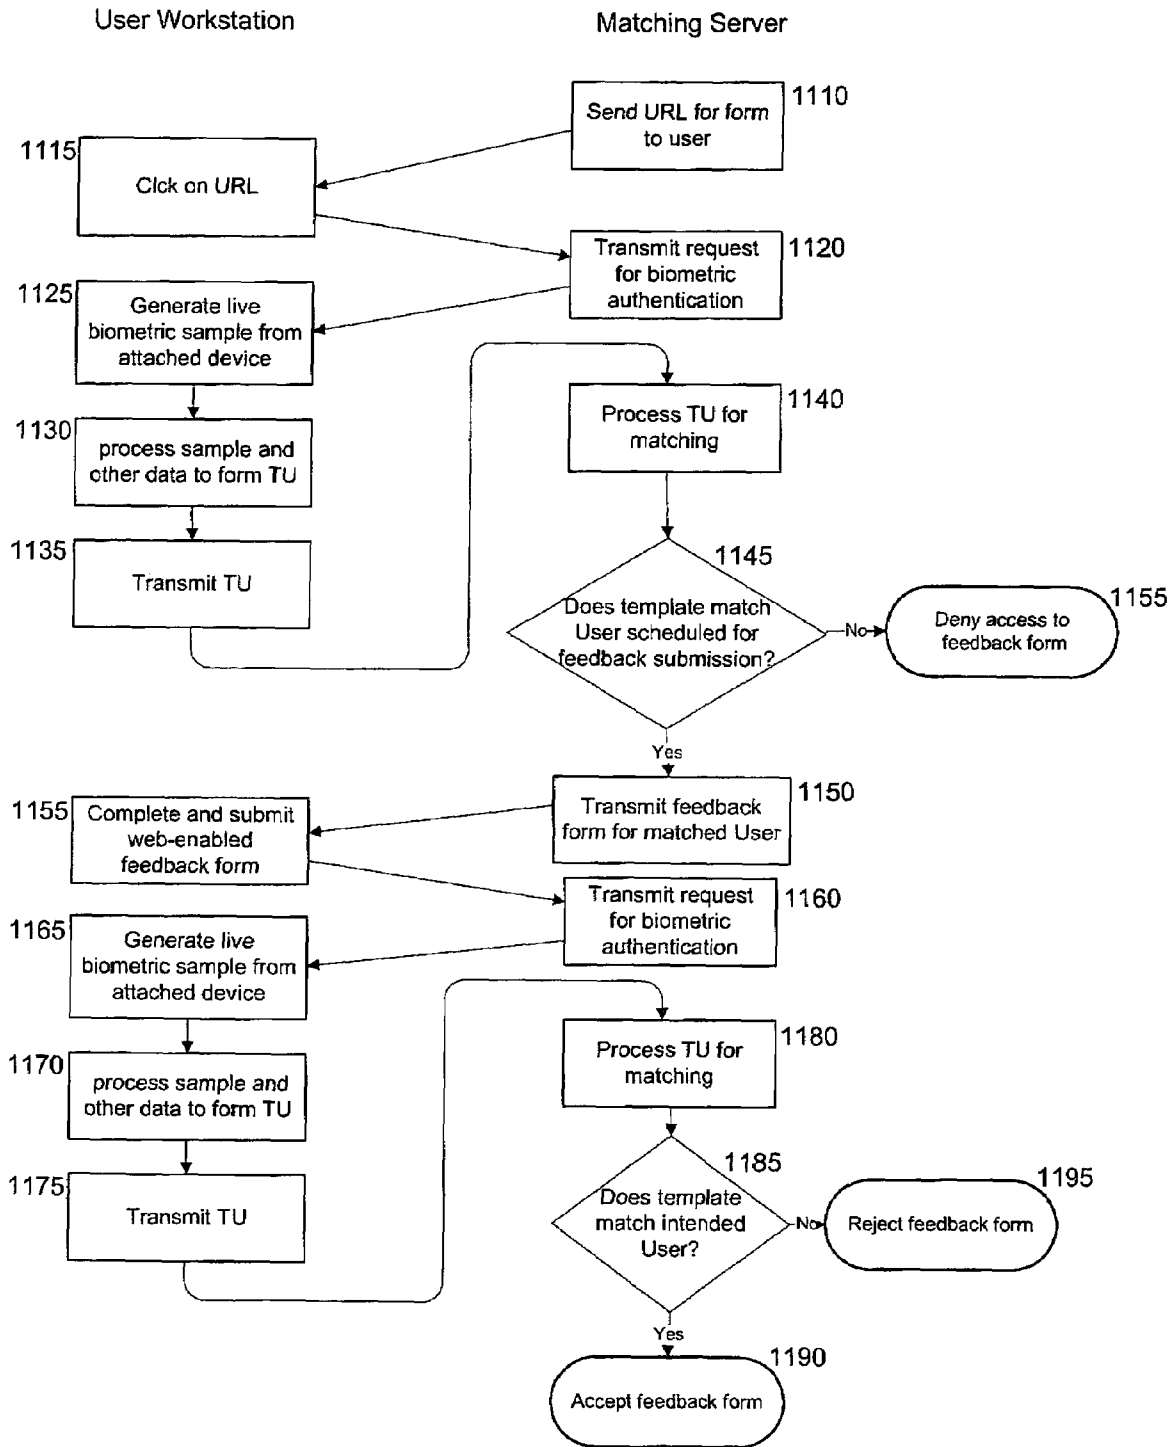 User Workstation
Matching Server
1110
Send URL for form
to user
1115
Clck on URL
1120
Transmit request
for biometric
authentication
1125
Generate live
biometric sample from
attached device
1130
process sample and
other data to form TU
1135
Transmit TU
1140
Process TU for
matching
1145
Does template match
User scheduled for
feedback submission?
No
1155
Deny access to
feedback form
Yes
1150
Transmit feedback
form for matched User
1155
Complete and submit
web-enabled
feedback form
1160
Transmit request
for biometric
authentication
1165
Generate live
biometric sample from
attached device
1170
process sample and
other data to form TU
1175
Transmit TU
1180
Process TU for
matching
1185
Does template
match intended
User?
No
1195
Reject feedback form
Yes
1190
Accept feedback form